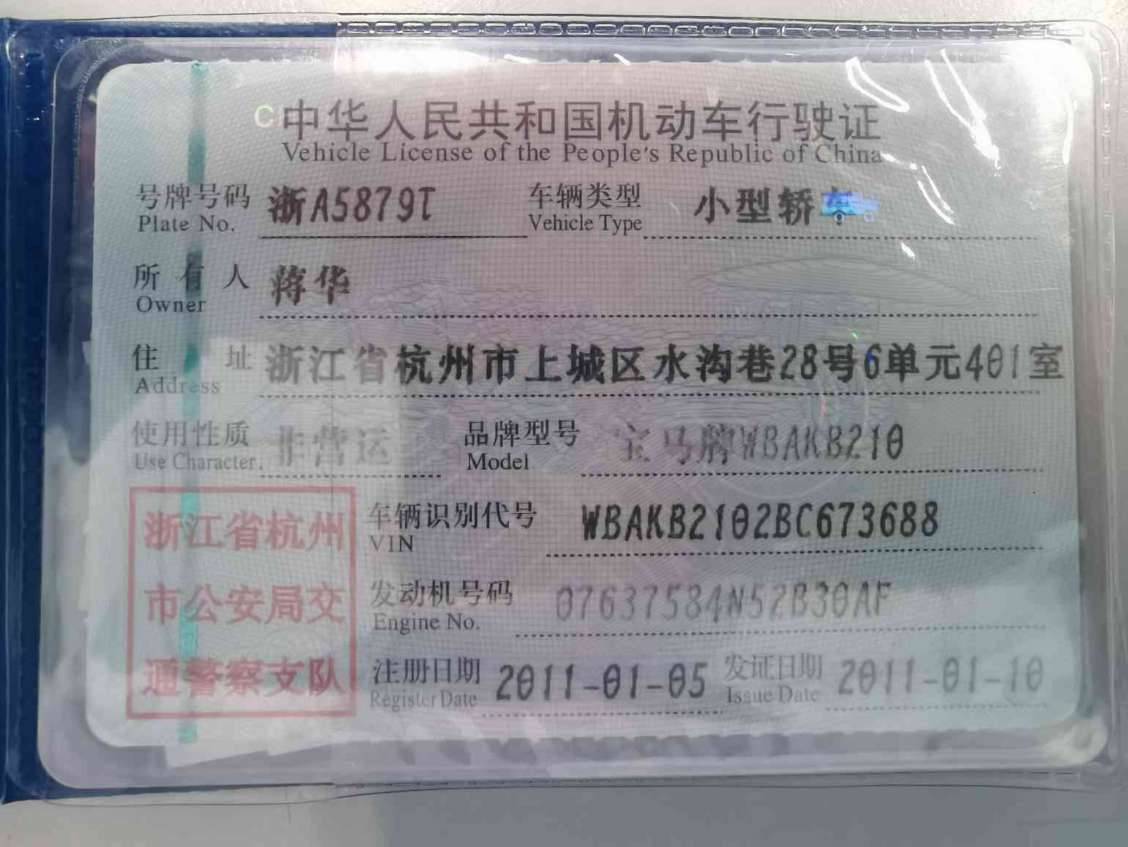 中华人民共和国机动车行驶证
Vehicle License of the People's Republic of China
号牌号码 浙A5879T 车辆类型 小型轿车
Plate No. Vehicle Type
所有人 蒋华
Owner
住址 浙江省杭州市上城区水沟巷28号6单元401室
Address
使用性质 非营运 品牌型号 宝马牌WBAKB210
Use Character Model
浙江省杭州 车辆识别代号 WBAKB2102BC673688
VIN
市公安局交 发动机号码 07637584N52B30AF
Engine No.
通警察支队 注册日期 2011-01-05 发证日期 2011-01-10
Register Date Issue Date